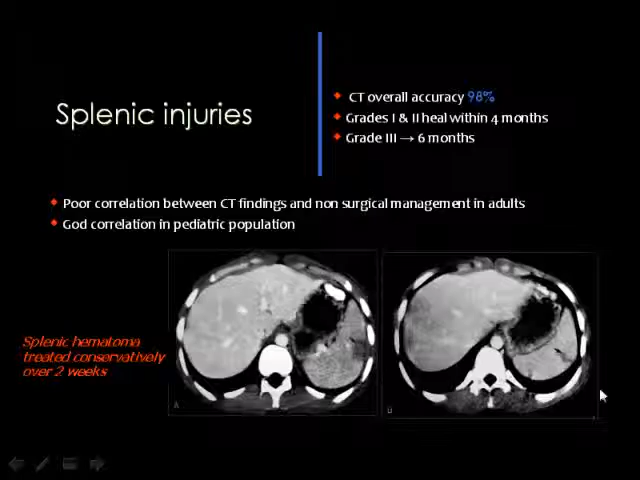 Splenic injuries
CT overall accuracy 98%
Grades I & II heal within 4 months
Grade III → 6 months
Poor correlation between CT findings and non surgical management in adults
God correlation in pediatric population
Splenic hematoma
treated conservatively
over 2 weeks
A